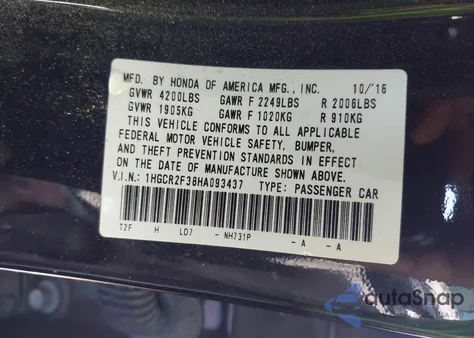 MFD. BY HONDA OF AMERICA MFG., INC. 10/'16
GVWR 4200LBS GAWR F 2249LBS R 2006LBS
GVWR 1905KG GAWR F 1020KG R 910KG
THIS VEHICLE CONFORMS TO ALL APPLICABLE
FEDERAL MOTOR VEHICLE SAFETY, BUMPER,
AND THEFT PREVENTION STANDARDS IN EFFECT
ON THE DATE OF MANUFACTURE SHOWN ABOVE.
V.I.N.: 1HGCR2F38HA093437 TYPE: PASSENGER CAR
T2F H LD7 - NH731P - A - A
autoSnap